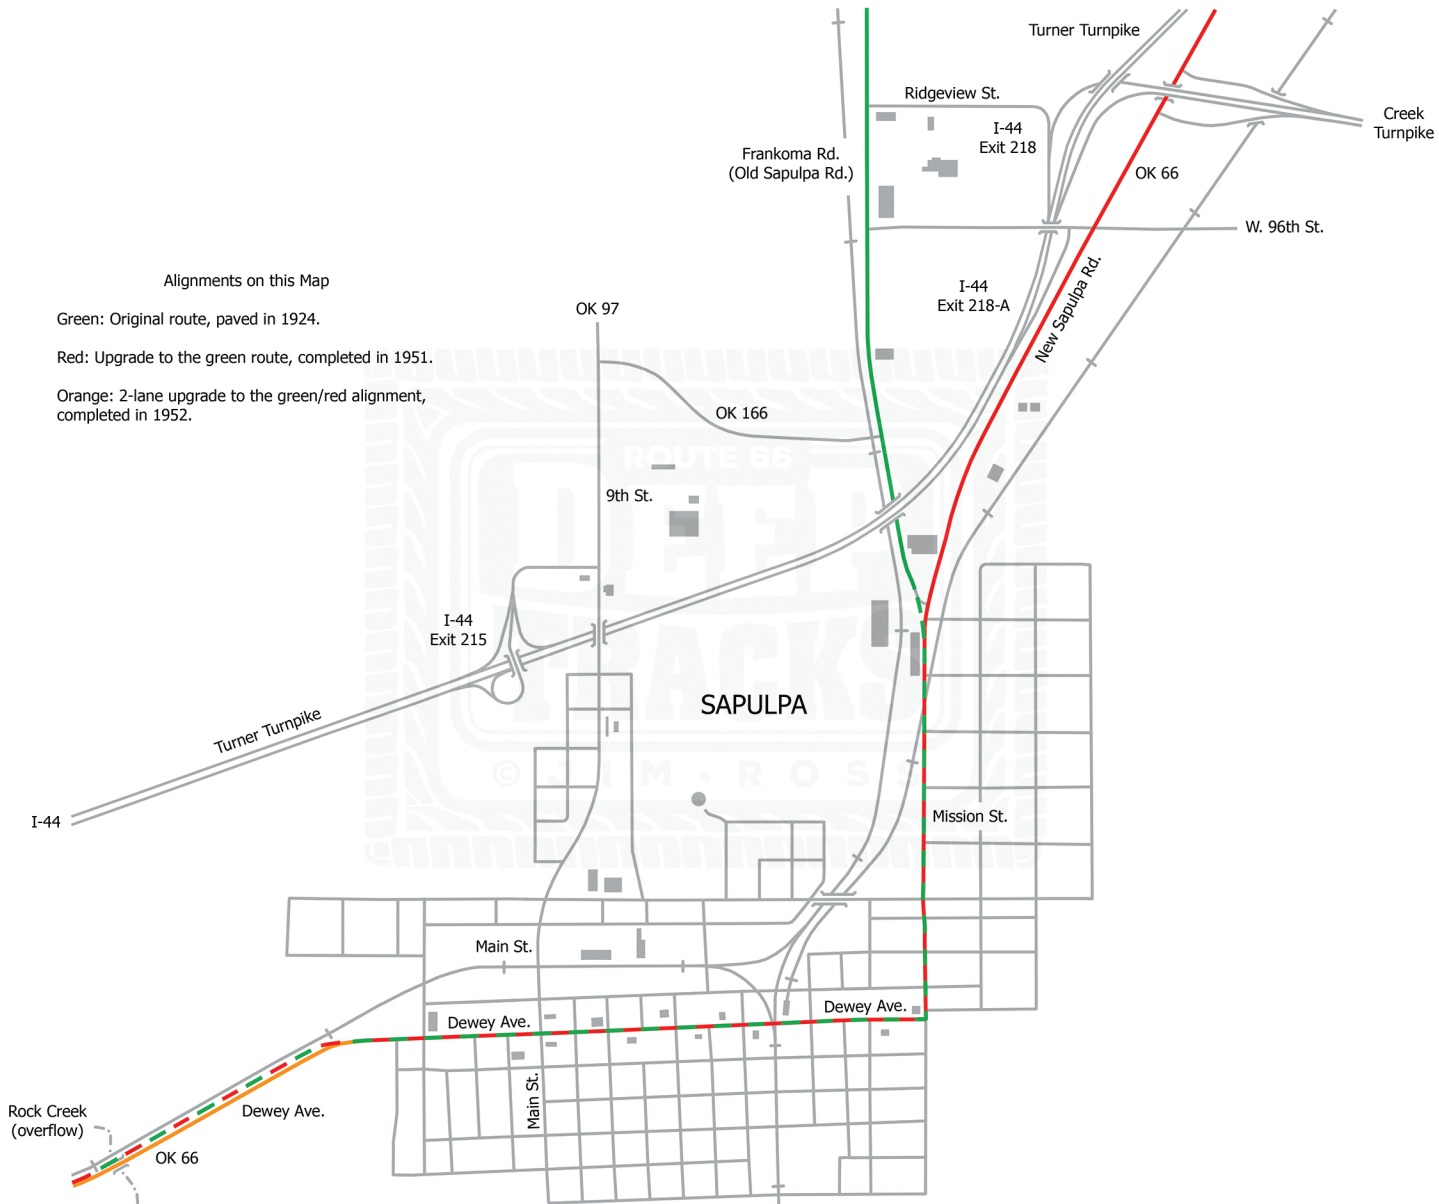 Turner Turnpike
Ridgeview St.
I-44
Exit 218
Creek
Turnpike
Frankoma Rd.
(Old Sapulpa Rd.)
OK 66
W. 96th St.
Alignments on this Map
Green: Original route, paved in 1924.
Red: Upgrade to the green route, completed in 1951.
Orange: 2-lane upgrade to the green/red alignment,
completed in 1952.
I-44
Exit 218-A
New Sapulpa Rd.
OK 97
OK 166
ROUTE 66
DEEP
TRACKS
© JIM · ROSS
9th St.
I-44
Exit 215
SAPULPA
Turner Turnpike
I-44
Mission St.
Main St.
Dewey Ave.
Dewey Ave.
Main St.
Dewey Ave.
Rock Creek
(overflow)
OK 66